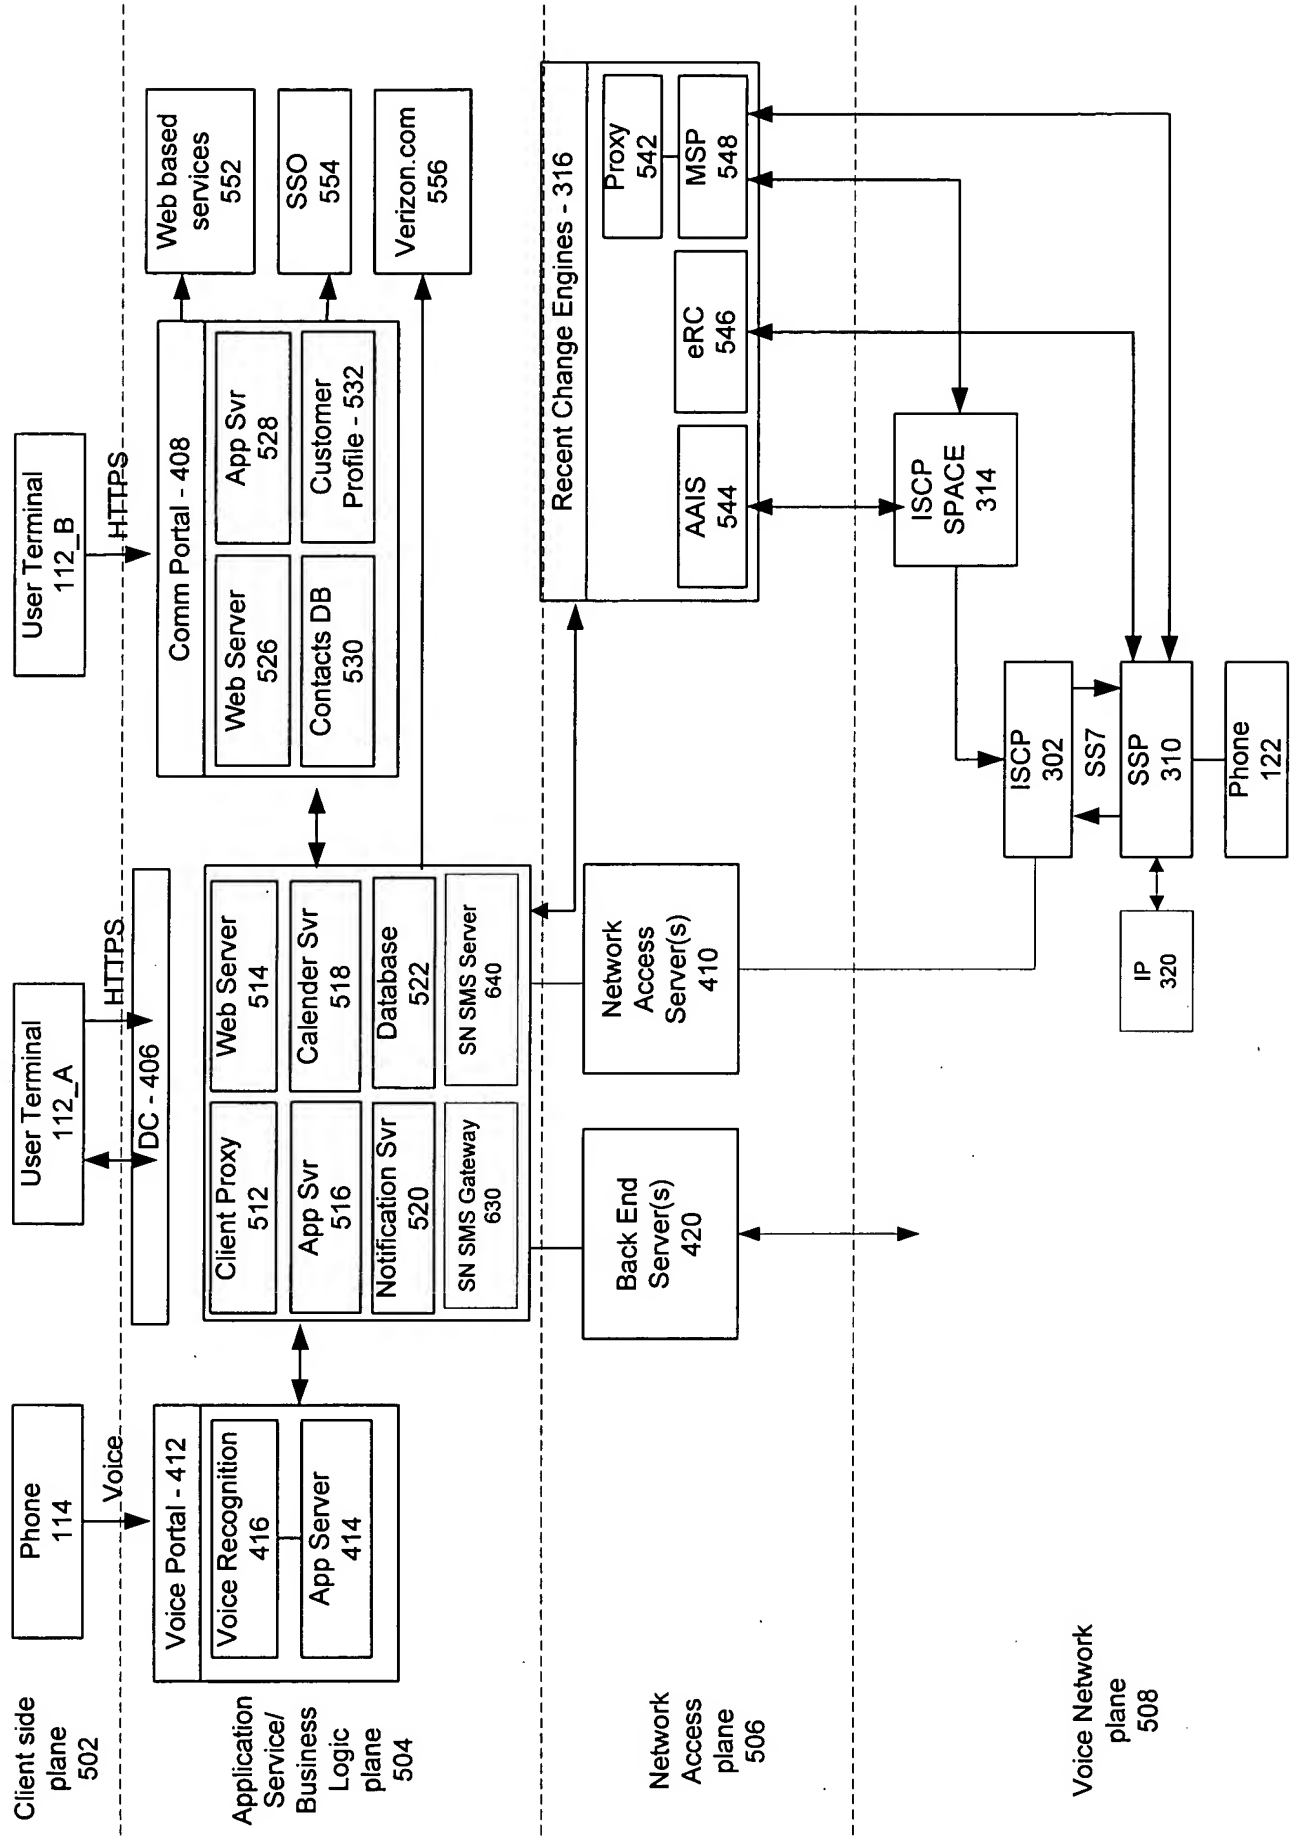 Client side
plane
502
Phone
114
User Terminal
112_A
User Terminal
112_B
Voice
HTTPS
HTTPS
Application
Service/
Business
Logic
plane
504
Voice Portal - 412
Voice Recognition
416
App Server
414
DC - 406
Client Proxy
512
Web Server
514
App Svr
516
Calender Svr
518
Notification Svr
520
Database
522
SN SMS Gateway
630
SN SMS Server
640
Comm Portal - 408
Web Server
526
App Svr
528
Contacts DB
530
Customer
Profile - 532
Web based
services
552
SSO
554
Verizon.com
556
Network
Access
plane
506
Back End
Server(s)
420
Network
Access
Server(s)
410
Recent Change Engines - 316
Proxy
542
AAIS
544
eRC
546
MSP
548
Voice Network
plane
508
ISCP
SPACE
314
ISCP
302
SS7
IP
320
SSP
310
Phone
122